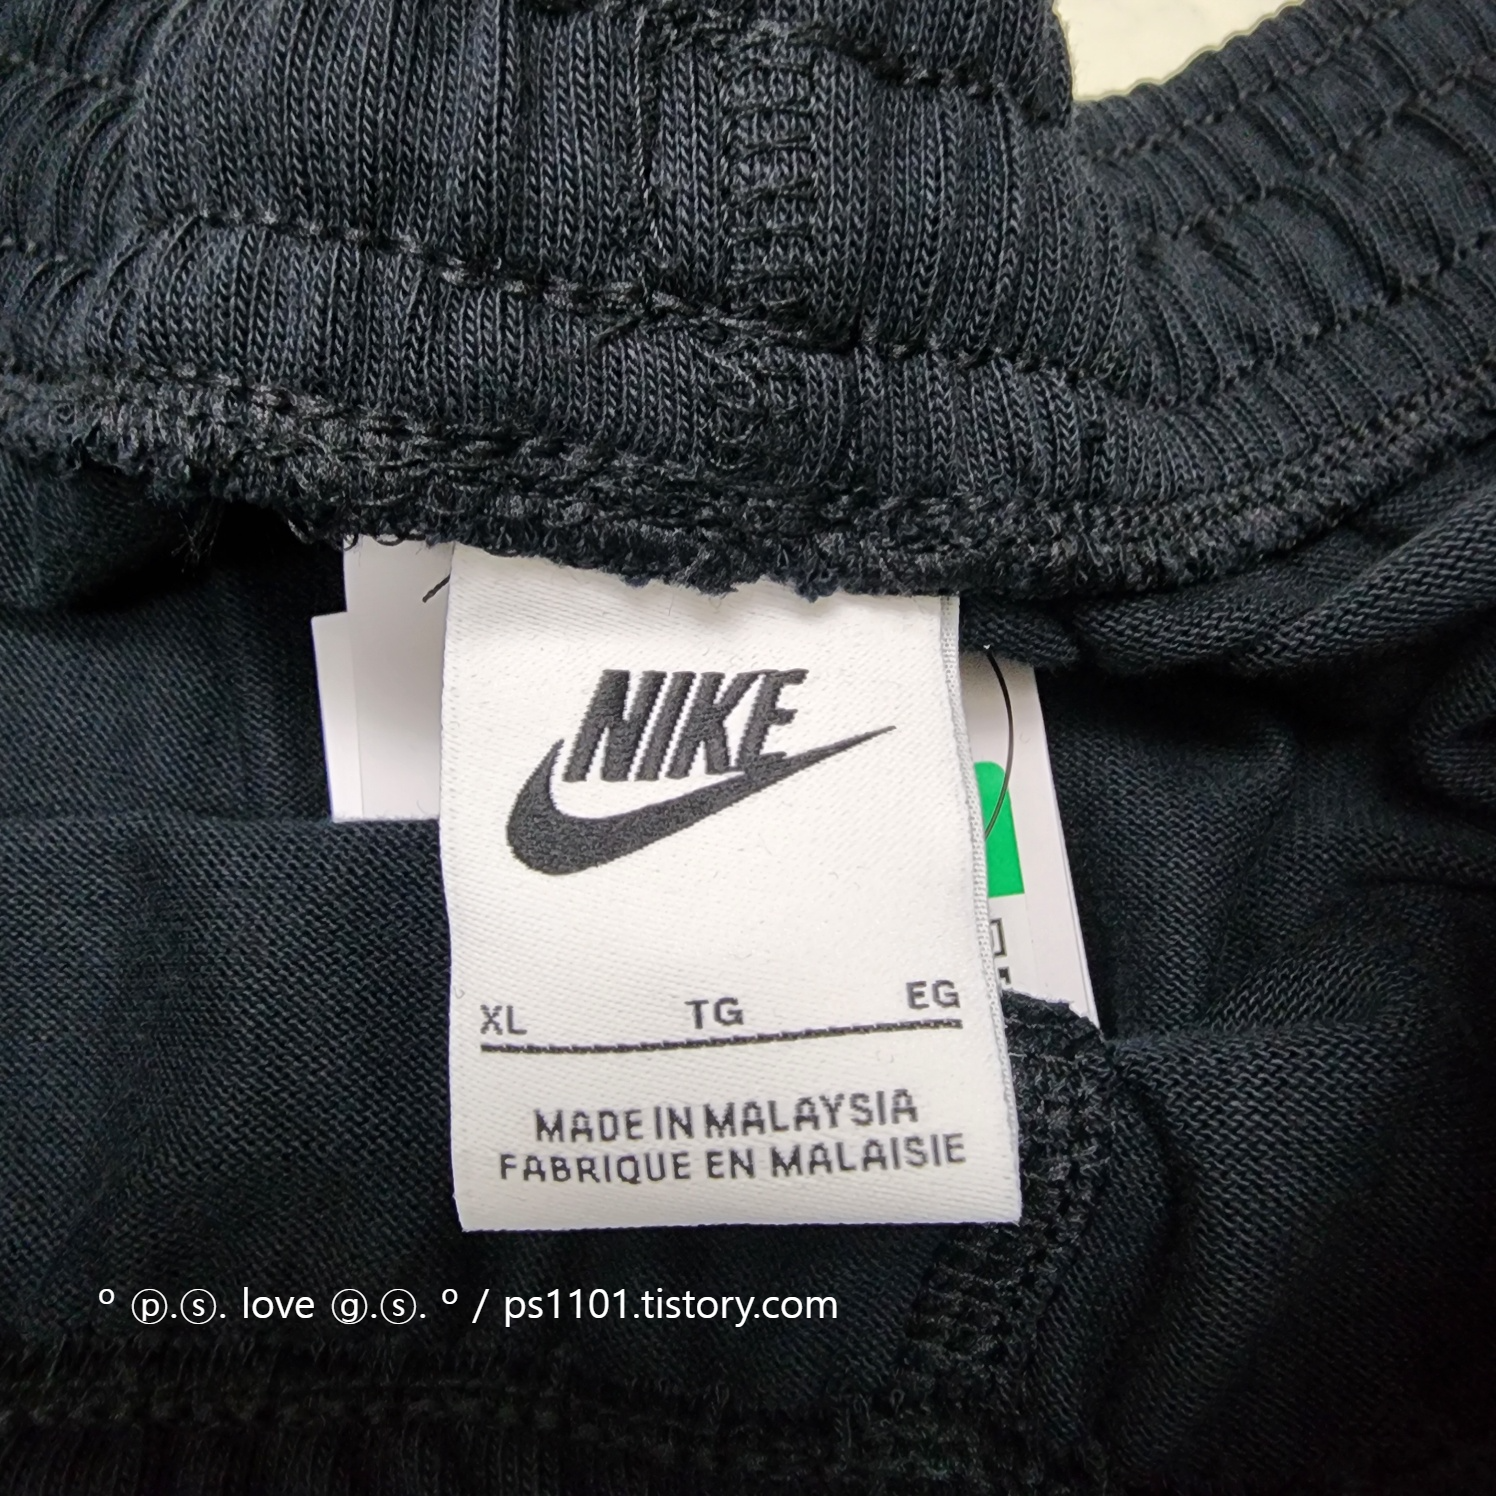 NIKE
XL TG EG
MADE IN MALAYSIA
FABRIQUE EN MALAISIE
º ⓟ.ⓢ. love ⓖ.ⓢ. º / ps1101.tistory.com